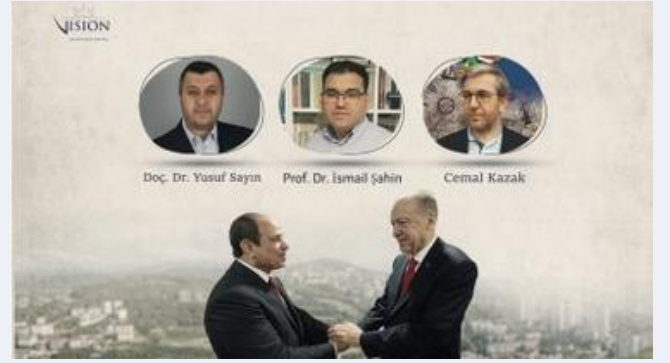 VISION
Doç. Dr. Yusuf Sayın
Prof. Dr. İsmail Şahin
Cemal Kazak